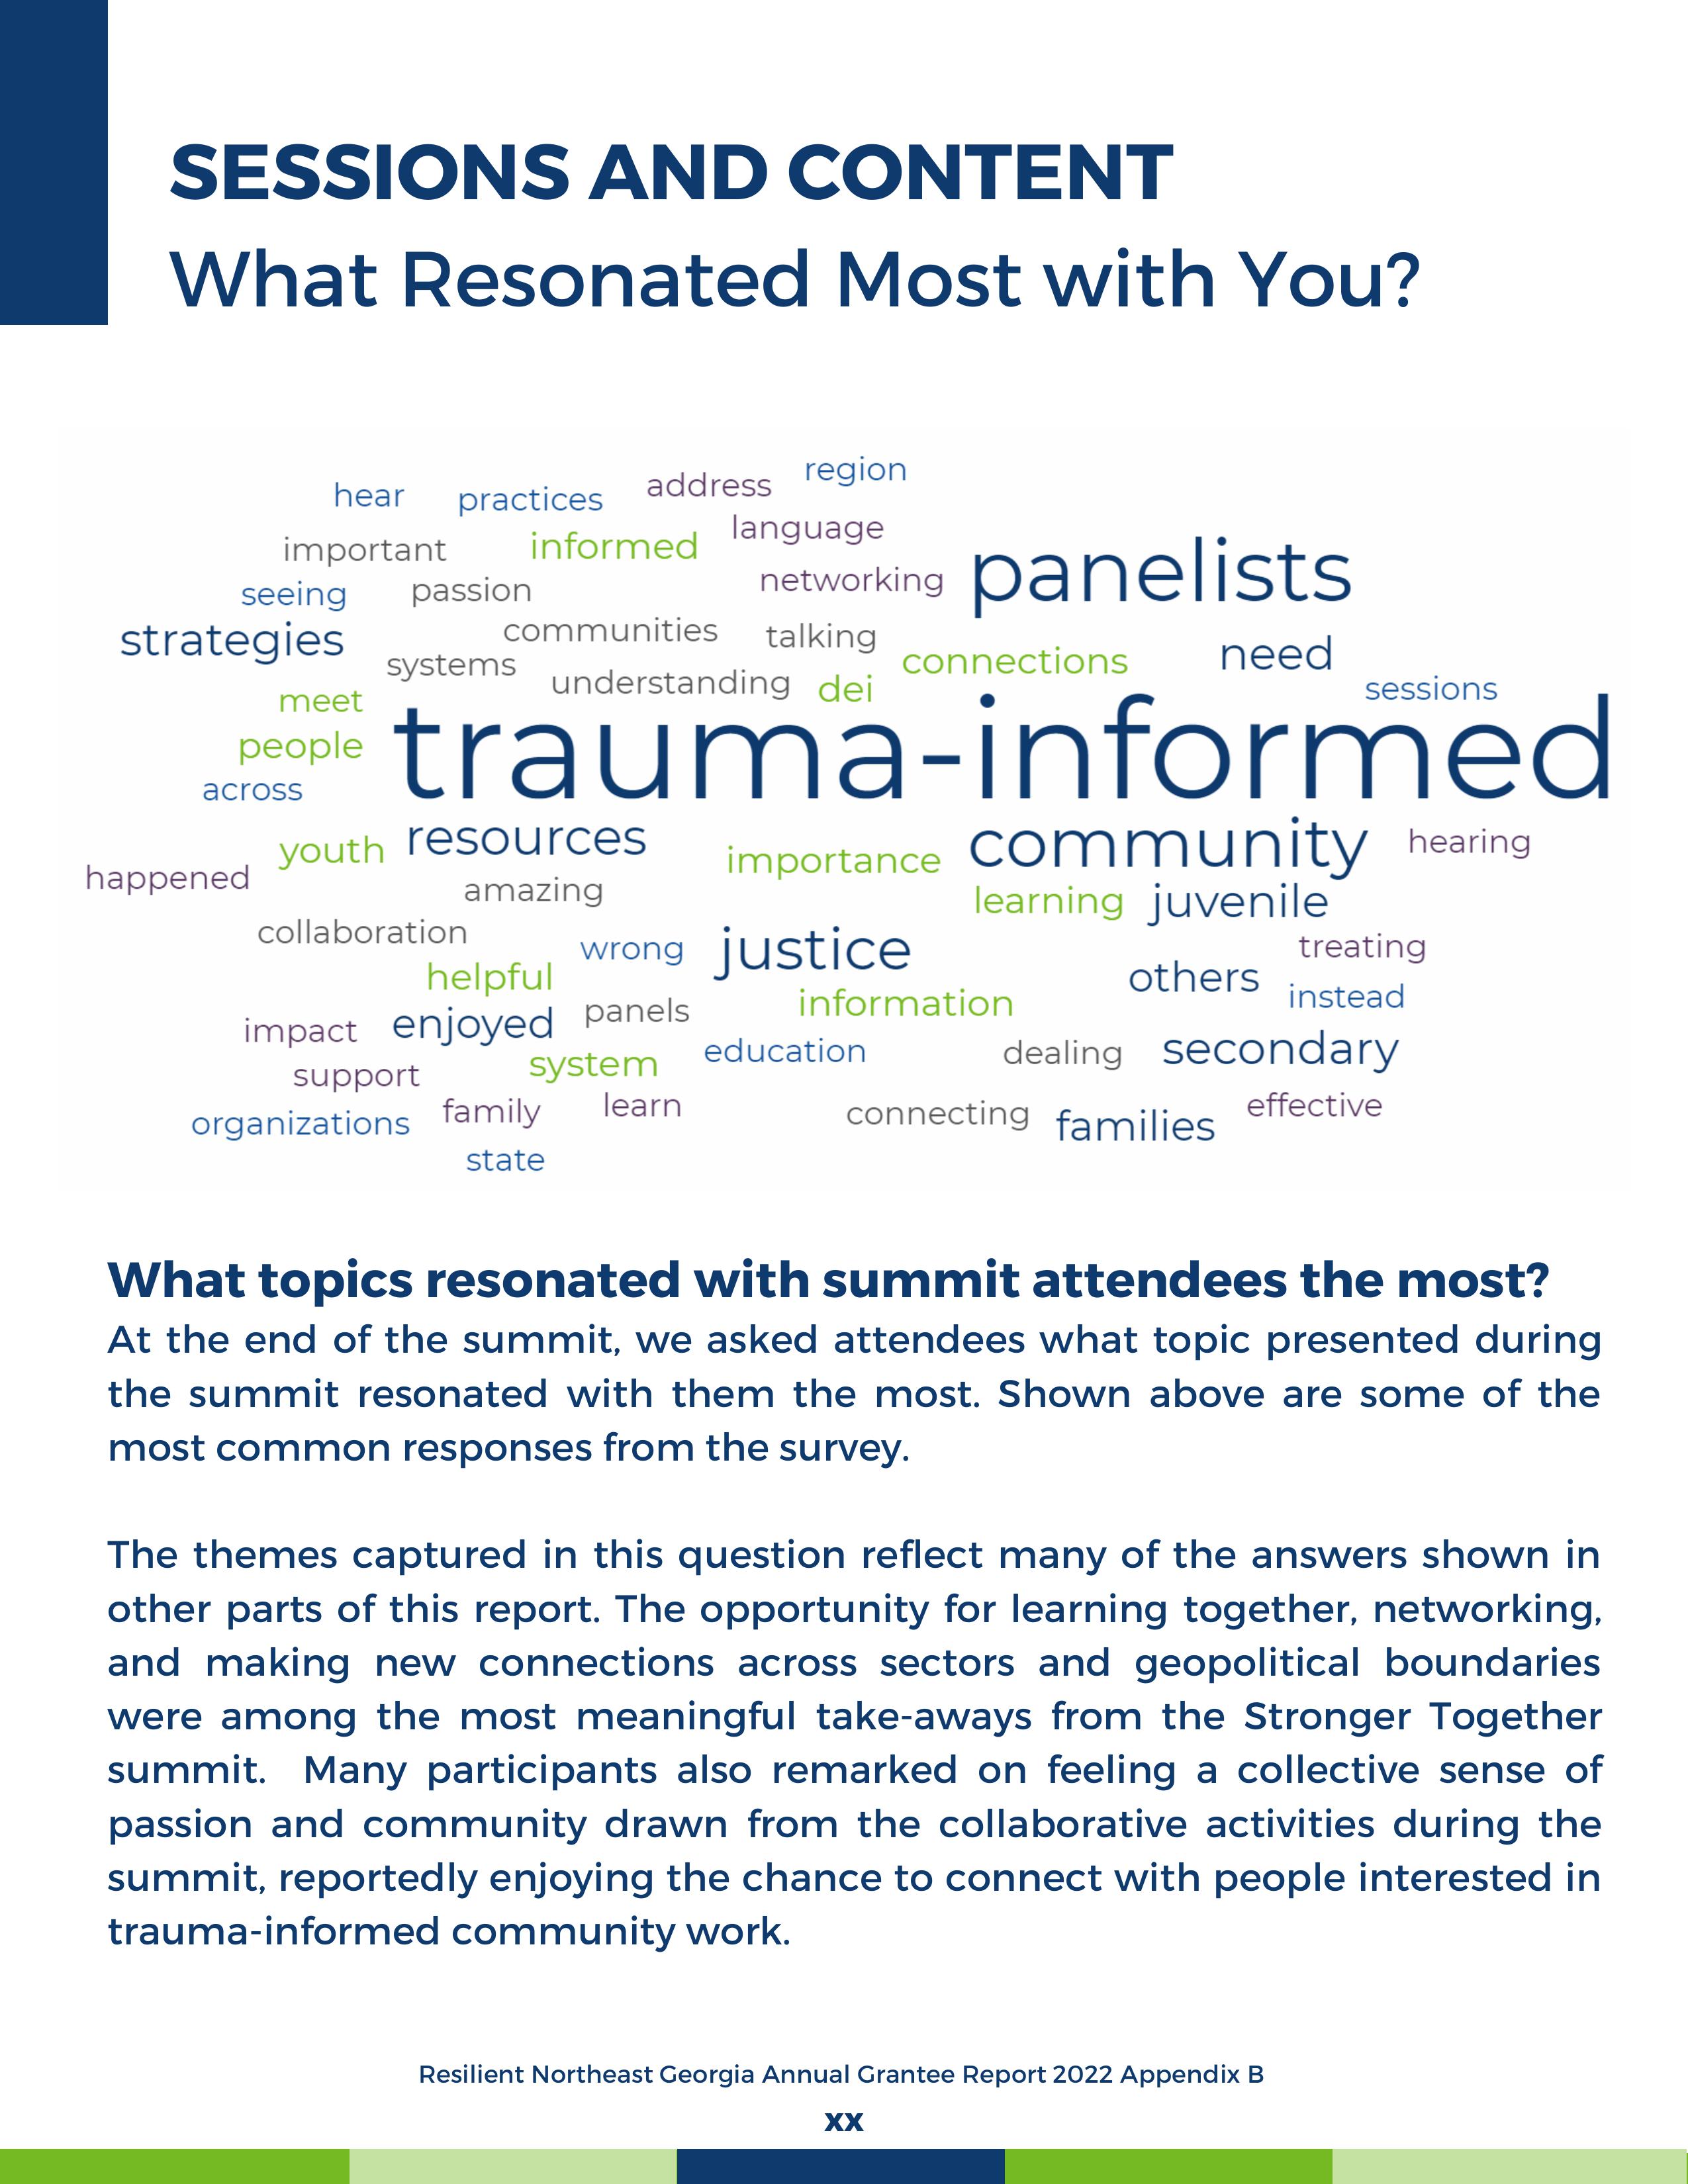 SESSIONS AND CONTENT
What Resonated Most with You?
region
hear practices address
language
important informed
panelists
seeing passion networking
strategies communities talking
systems connections need
understanding dei sessions
meet
trauma-informed
people
across
youth resources importance community hearing
happened amazing learning juvenile
collaboration wrong justice treating
helpful others instead
impact enjoyed panels information
support system education dealing secondary
organizations family learn connecting families effective
state
What topics resonated with summit attendees the most?
At the end of the summit, we asked attendees what topic presented during
the summit resonated with them the most. Shown above are some of the
most common responses from the survey.
The themes captured in this question reflect many of the answers shown in
other parts of this report. The opportunity for learning together, networking,
and making new connections across sectors and geopolitical boundaries
were among the most meaningful take-aways from the Stronger Together
summit.  Many participants also remarked on feeling a collective sense of
passion and community drawn from the collaborative activities during the
summit, reportedly enjoying the chance to connect with people interested in
trauma-informed community work.
Resilient Northeast Georgia Annual Grantee Report 2022 Appendix B
xx